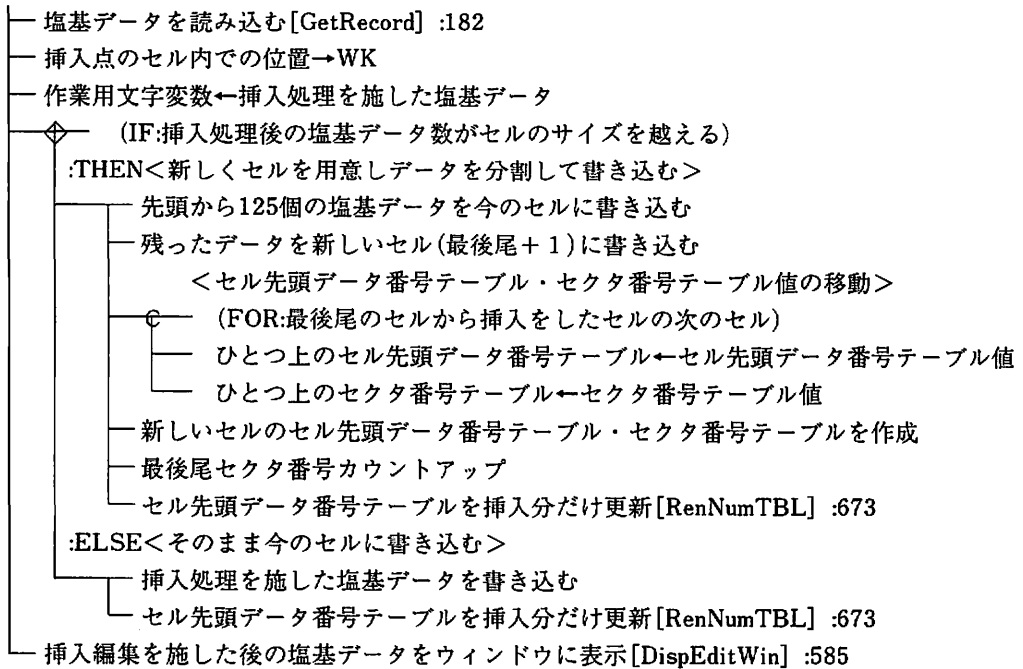 塩基データを読み込む[GetRecord] :182
挿入点のセル内での位置→WK
作業用文字変数←挿入処理を施した塩基データ
(IF:挿入処理後の塩基データ数がセルのサイズを越える)
:THEN<新しくセルを用意しデータを分割して書き込む>
先頭から125個の塩基データを今のセルに書き込む
残ったデータを新しいセル(最後尾+1)に書き込む
<セル先頭データ番号テーブル・セクタ番号テーブル値の移動>
(FOR:最後尾のセルから挿入をしたセルの次のセル)
ひとつ上のセル先頭データ番号テーブル←セル先頭データ番号テーブル値
ひとつ上のセクタ番号テーブル←セクタ番号テーブル値
新しいセルのセル先頭データ番号テーブル・セクタ番号テーブルを作成
最後尾セクタ番号カウントアップ
セル先頭データ番号テーブルを挿入分だけ更新[RenNumTBL] :673
:ELSE<そのまま今のセルに書き込む>
挿入処理を施した塩基データを書き込む
セル先頭データ番号テーブルを挿入分だけ更新[RenNumTBL] :673
挿入編集を施した後の塩基データをウィンドウに表示[DispEditWin] :585